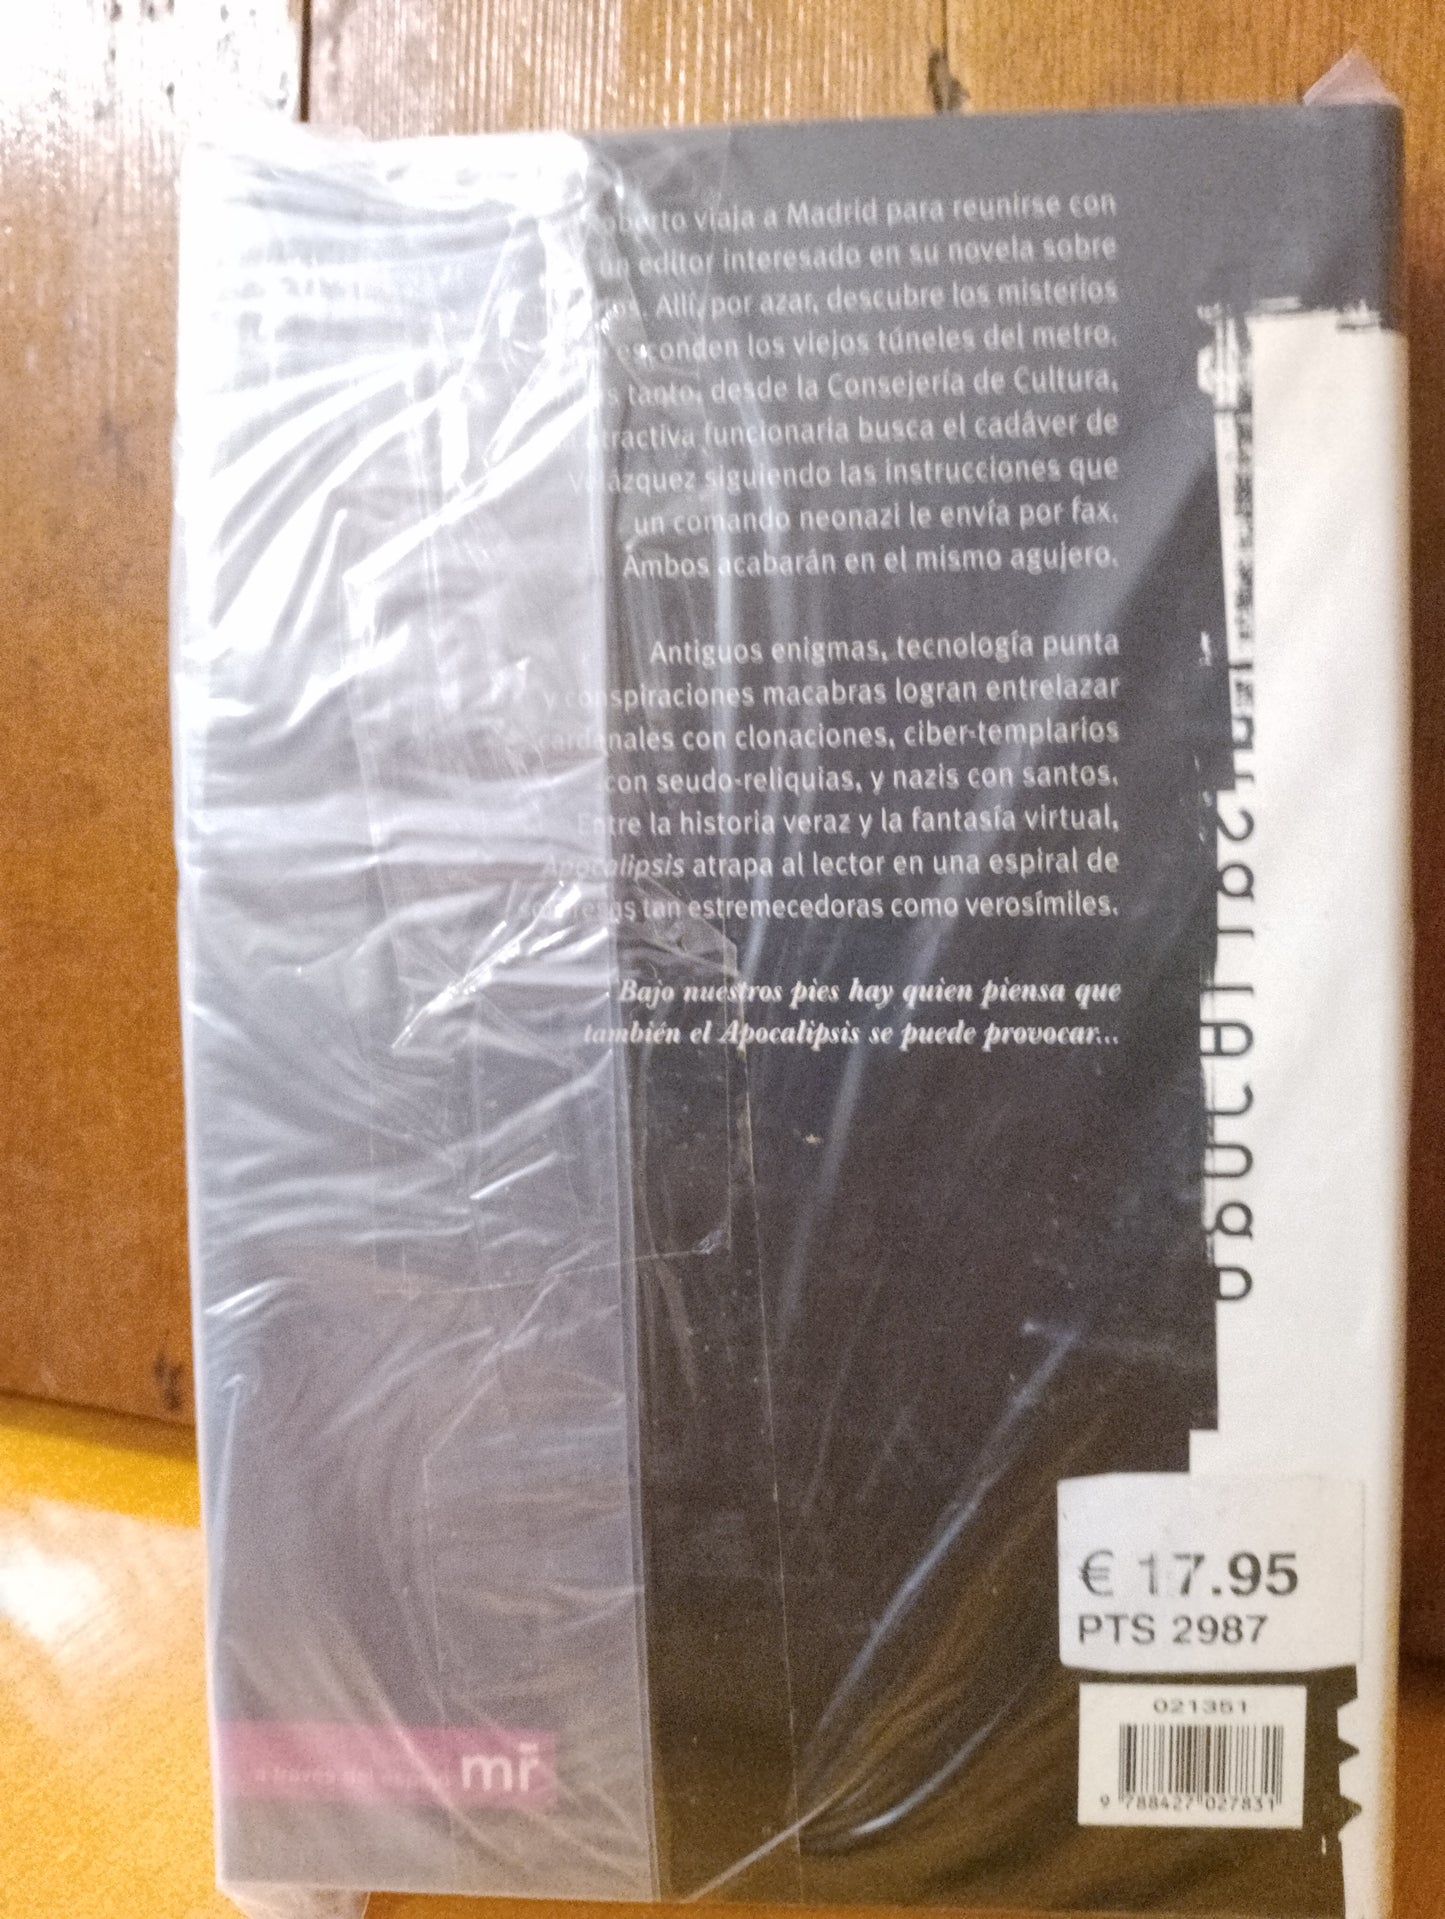 viaja a Madrid para reunirse con
un editor interesado en su novela sobre
Allí, por azar, descubre los misterios
esconden los viejos túneles del metro.
tanto, desde la Consejería de Cultura,
funcionaria busca el cadáver de
Velázquez siguiendo las instrucciones que
un comando neonazi le envía por fax.
Ambos acabarán en el mismo agujero.
Antiguos enigmas, tecnología punta
y conspiraciones macabras logran entrelazar
cardenales con clonaciones, ciber-templarios
con seudo-reliquias, y nazis con santos.
Entre la historia veraz y la fantasía virtual,
Apocalipsis atrapa al lector en una espiral de
tan estremecedoras como verosímiles.
Bajo nuestros pies hay quien piensa que
también el Apocalipsis se puede provocar...
€ 17.95
PTS 2987
021351
9 788427 027831
mr